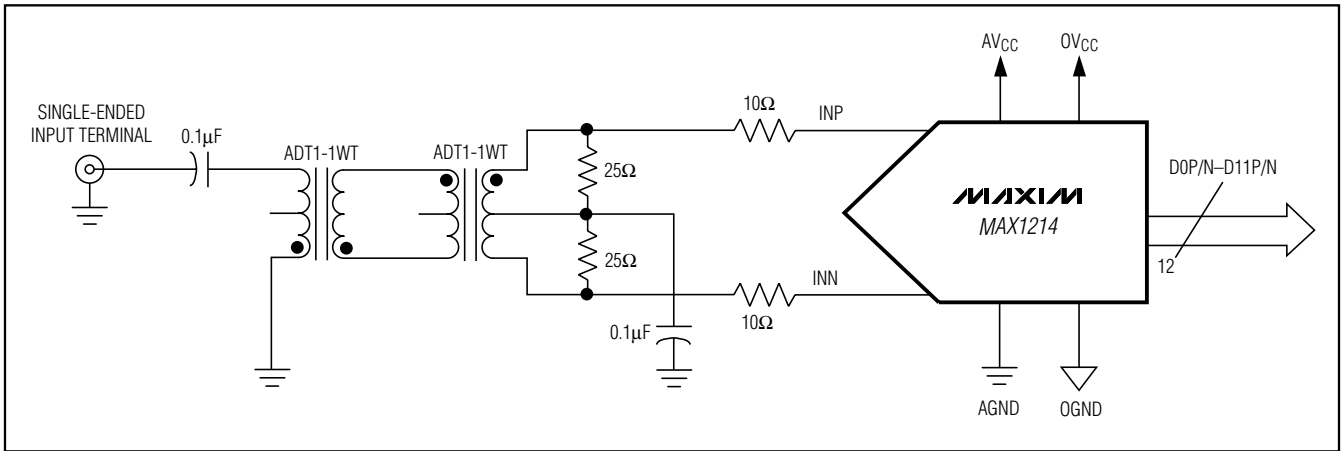 SINGLE-ENDED
INPUT TERMINAL
0.1µF
ADT1-1WT
ADT1-1WT
25Ω
25Ω
0.1µF
10Ω
INP
10Ω
INN
AVCC
OVCC
MAXIM
MAX1214
D0P/N–D11P/N
12
AGND
OGND